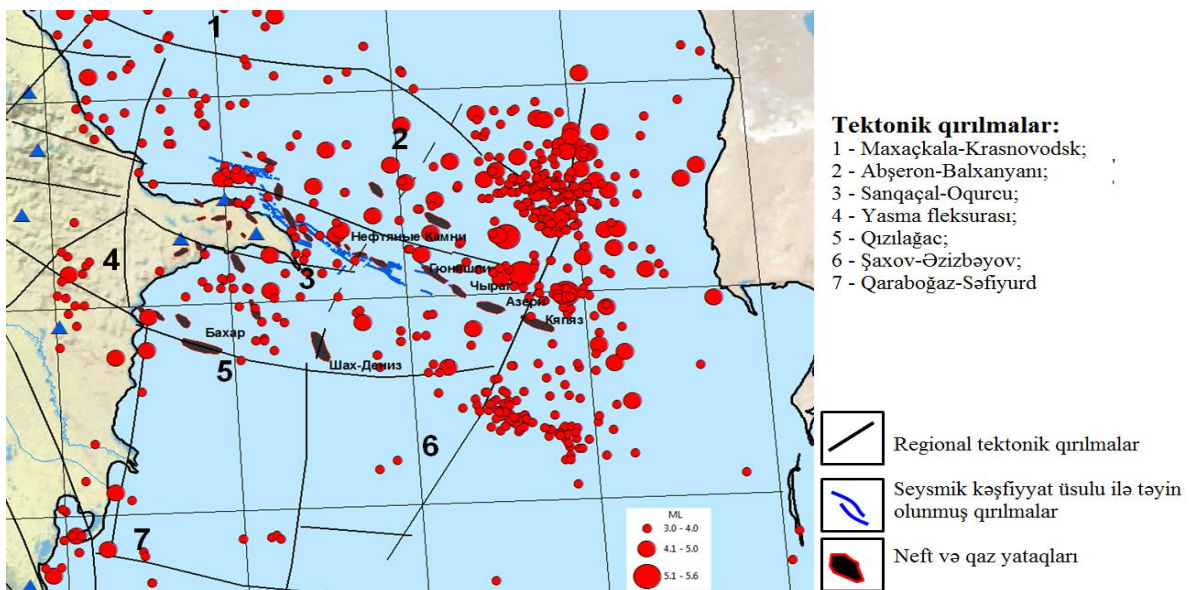 1
2
Нефтяные Камни
4
3
Гюнешли
Чыраг
Азери
Кяпяз
Бахар
Шах-Дениз
5
6
7
ML
3.0 - 4.0
4.1 - 5.0
5.1 - 5.6
Tektonik qırılmalar:
1 - Maxaçkala-Krasnovodsk;
2 - Abşeron-Balxanyanı;
3 - Sanqaçal-Oqurcu;
4 - Yasma fleksurası;
5 - Qızılağac;
6 - Şaxov-Əzizbəyov;
7 - Qaraboğaz-Səfiyurd
Regional tektonik qırılmalar
Seysmik kəşfiyyat üsulu ilə təyin
olunmuş qırılmalar
Neft və qaz yataqları